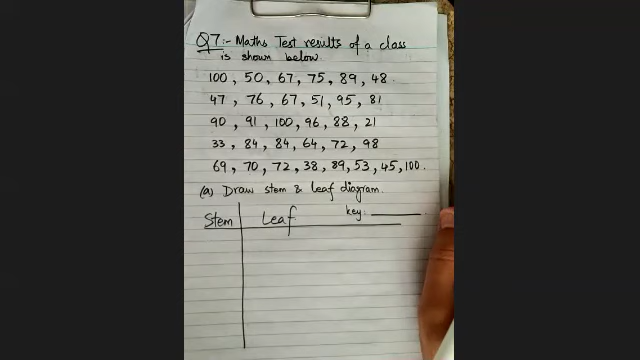 Q7:- Maths Test results of a class
is shown below
100, 50, 67, 75, 89, 48.
47, 76, 67, 51, 95, 81
90, 91, 100, 96, 88, 21
33, 84, 84, 64, 72, 98
69, 70, 72, 38, 89, 53, 45, 100.
(a) Draw stem & leaf diagram.
Stem Leaf key: